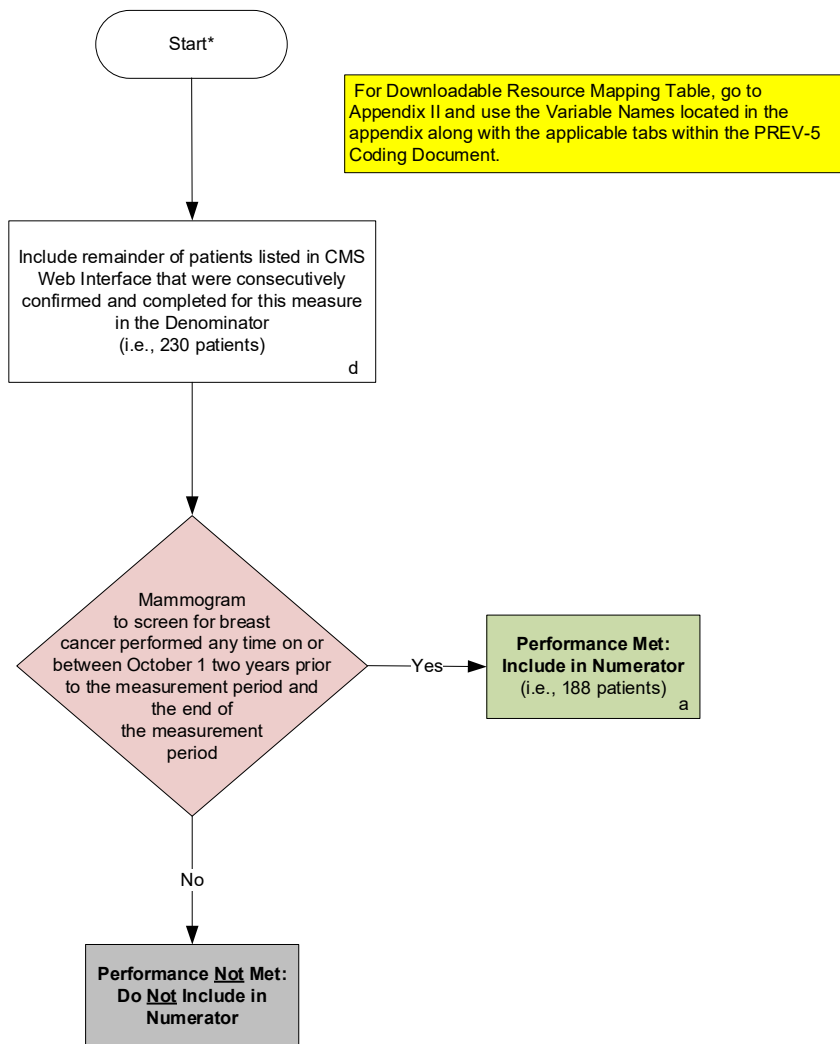 Start*
For Downloadable Resource Mapping Table, go to
Appendix II and use the Variable Names located in the
appendix along with the applicable tabs within the PREV-5
Coding Document.
Include remainder of patients listed in CMS
Web Interface that were consecutively
confirmed and completed for this measure
in the Denominator
(i.e., 230 patients)
d
Mammogram
to screen for breast
cancer performed any time on or
between October 1 two years prior
to the measurement period and
the end of
the measurement
period
Yes
Performance Met:
Include in Numerator
(i.e., 188 patients)
a
No
Performance Not Met:
Do Not Include in
Numerator